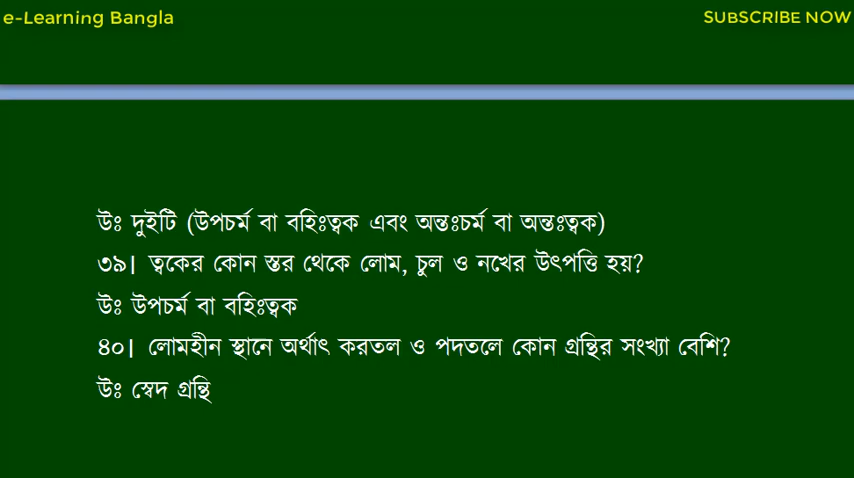 e-Learning Bangla
SUBSCRIBE NOW
উঃ দুইটি (উপচর্ম বা বহিঃত্বক এবং অন্তঃচর্ম বা অন্তঃত্বক)
৩৯। ত্বকের কোন স্তর থেকে লোম, চুল ও নখের উৎপত্তি হয়?
উঃ উপচর্ম বা বহিঃত্বক
৪০। লোমহীন স্থানে অর্থাৎ করতল ও পদতলে কোন গ্রন্থির সংখ্যা বেশি?
উঃ স্বেদ গ্রন্থি